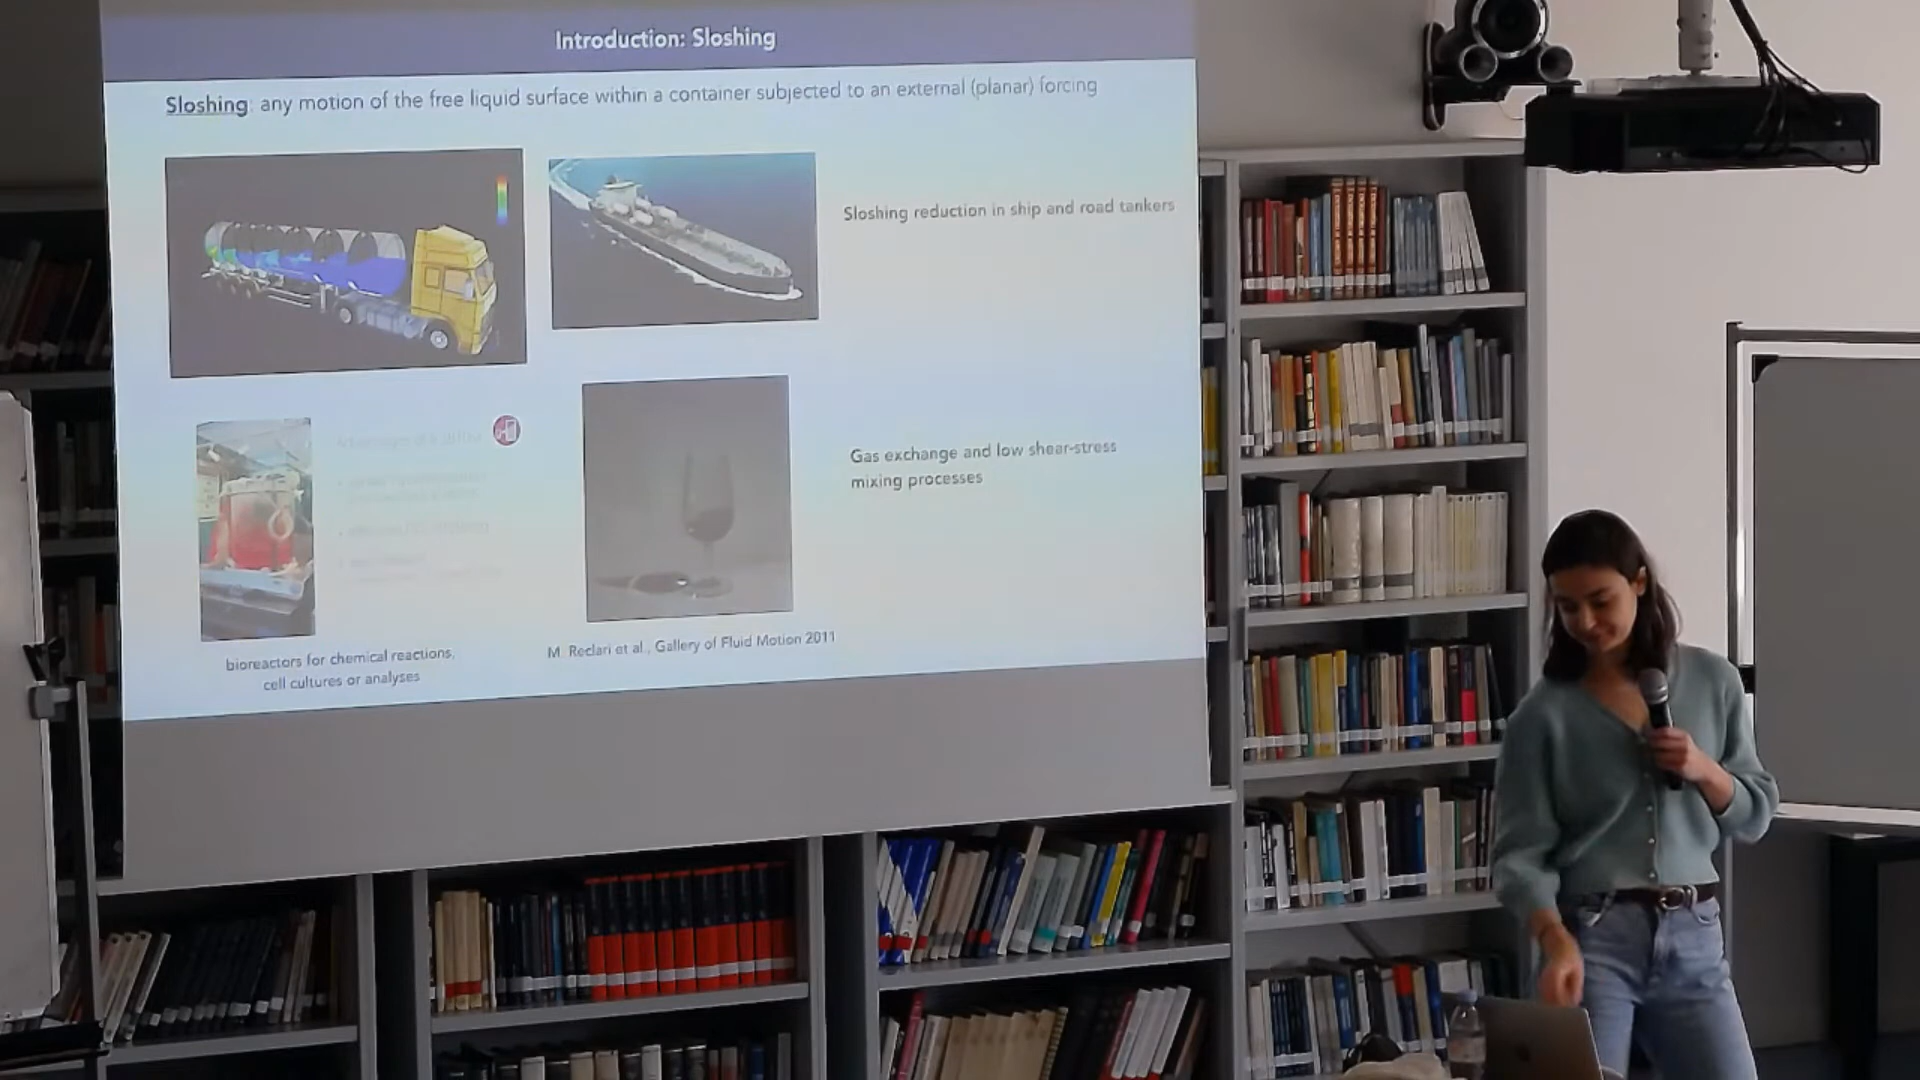 Introduction: Sloshing
Sloshing: any motion of the free liquid surface within a container subjected to an external (planar) forcing
Sloshing reduction in ship and road tankers
Gas exchange and low shear-stress
mixing processes
M. Reclari et al., Gallery of Fluid Motion 2011
bioreactors for chemical reactions,
cell cultures or analyses